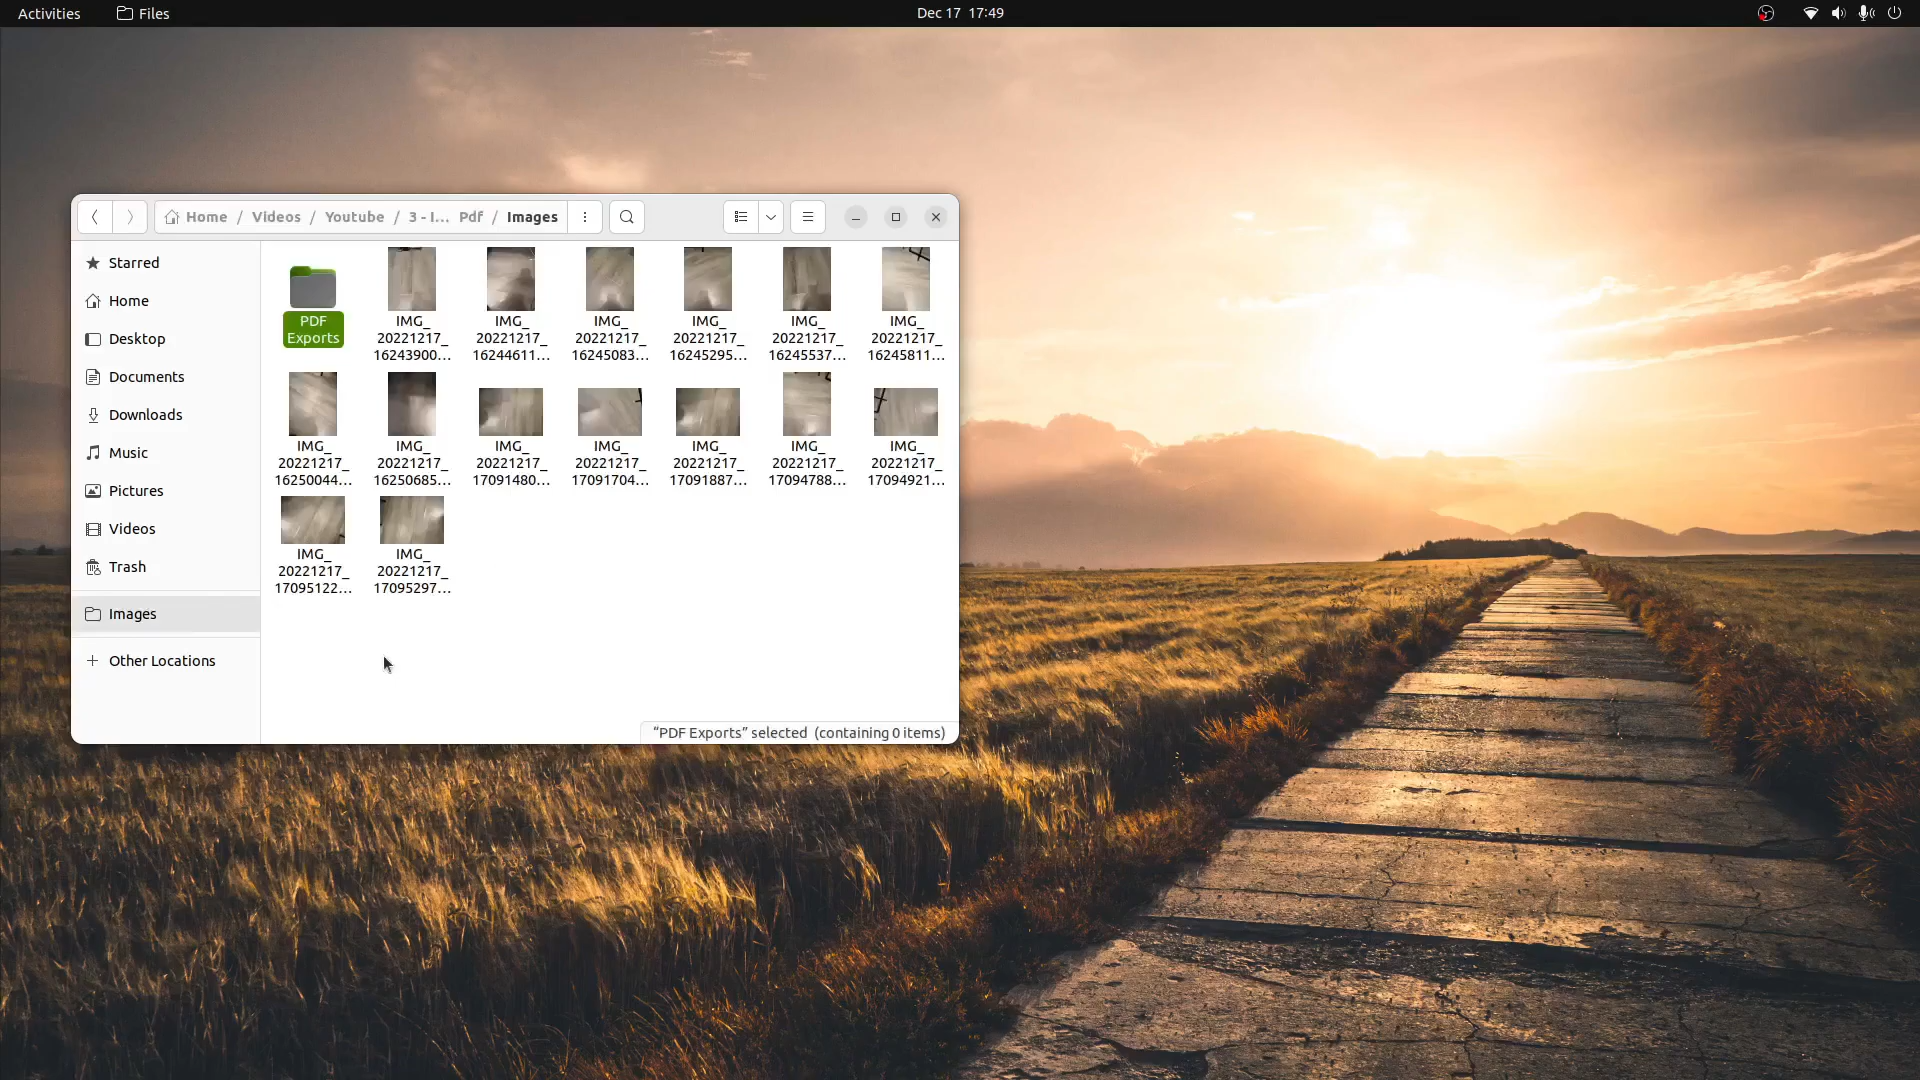 Activities Files Dec 17 17:49
Home / Videos / Youtube / 3 - I... Pdf / Images
Starred
Home
Desktop
Documents
Downloads
Music
Pictures
Videos
Trash
Images
Other Locations
PDF
Exports
IMG_
20221217_
16243900...
IMG_
20221217_
16244611...
IMG_
20221217_
16245083...
IMG_
20221217_
16245295...
IMG_
20221217_
16245537...
IMG_
20221217_
16245811...
IMG_
20221217_
16250044...
IMG_
20221217_
16250685...
IMG_
20221217_
17091480...
IMG_
20221217_
17091704...
IMG_
20221217_
17091887...
IMG_
20221217_
17094788...
IMG_
20221217_
17094921...
IMG_
20221217_
17095122...
IMG_
20221217_
17095297...
“PDF Exports” selected (containing 0 items)